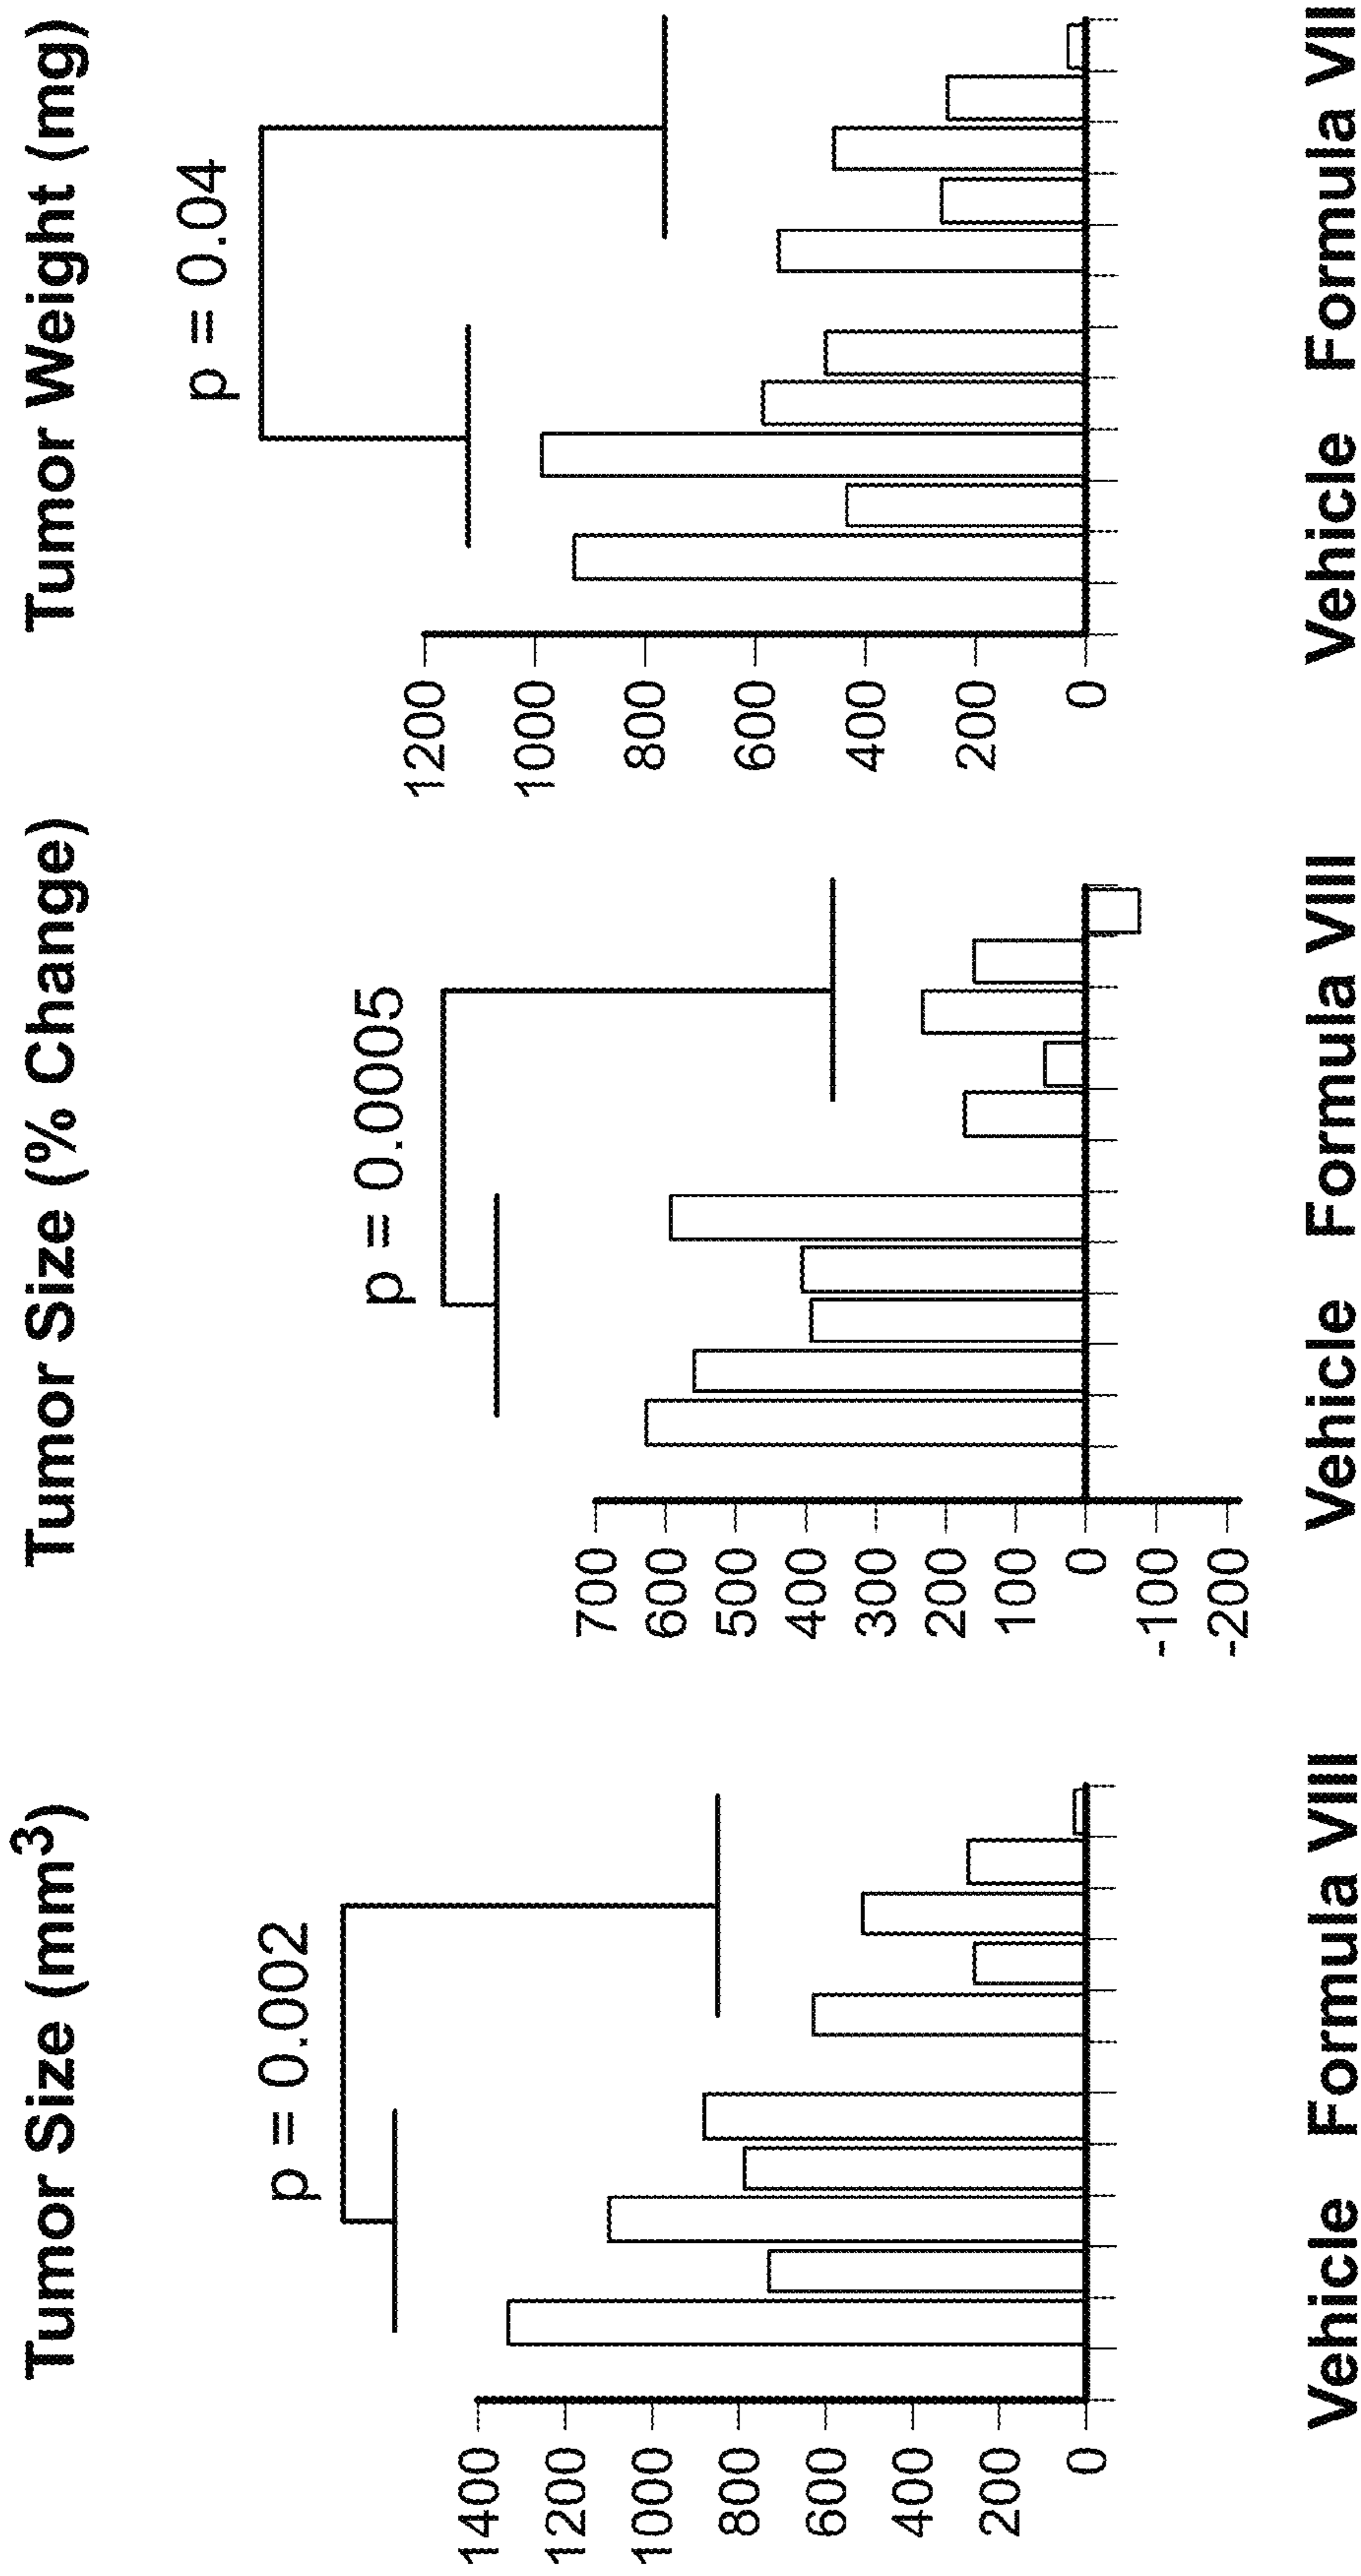 Tumor Size (mm³)
p = 0.002
1400
1200
1000
800
600
400
200
0
Vehicle Formula VIII
Tumor Size (% Change)
p = 0.0005
700
600
500
400
300
200
100
0
-100
-200
Vehicle Formula VIII
Tumor Weight (mg)
p = 0.04
1200
1000
800
600
400
200
0
Vehicle Formula VII